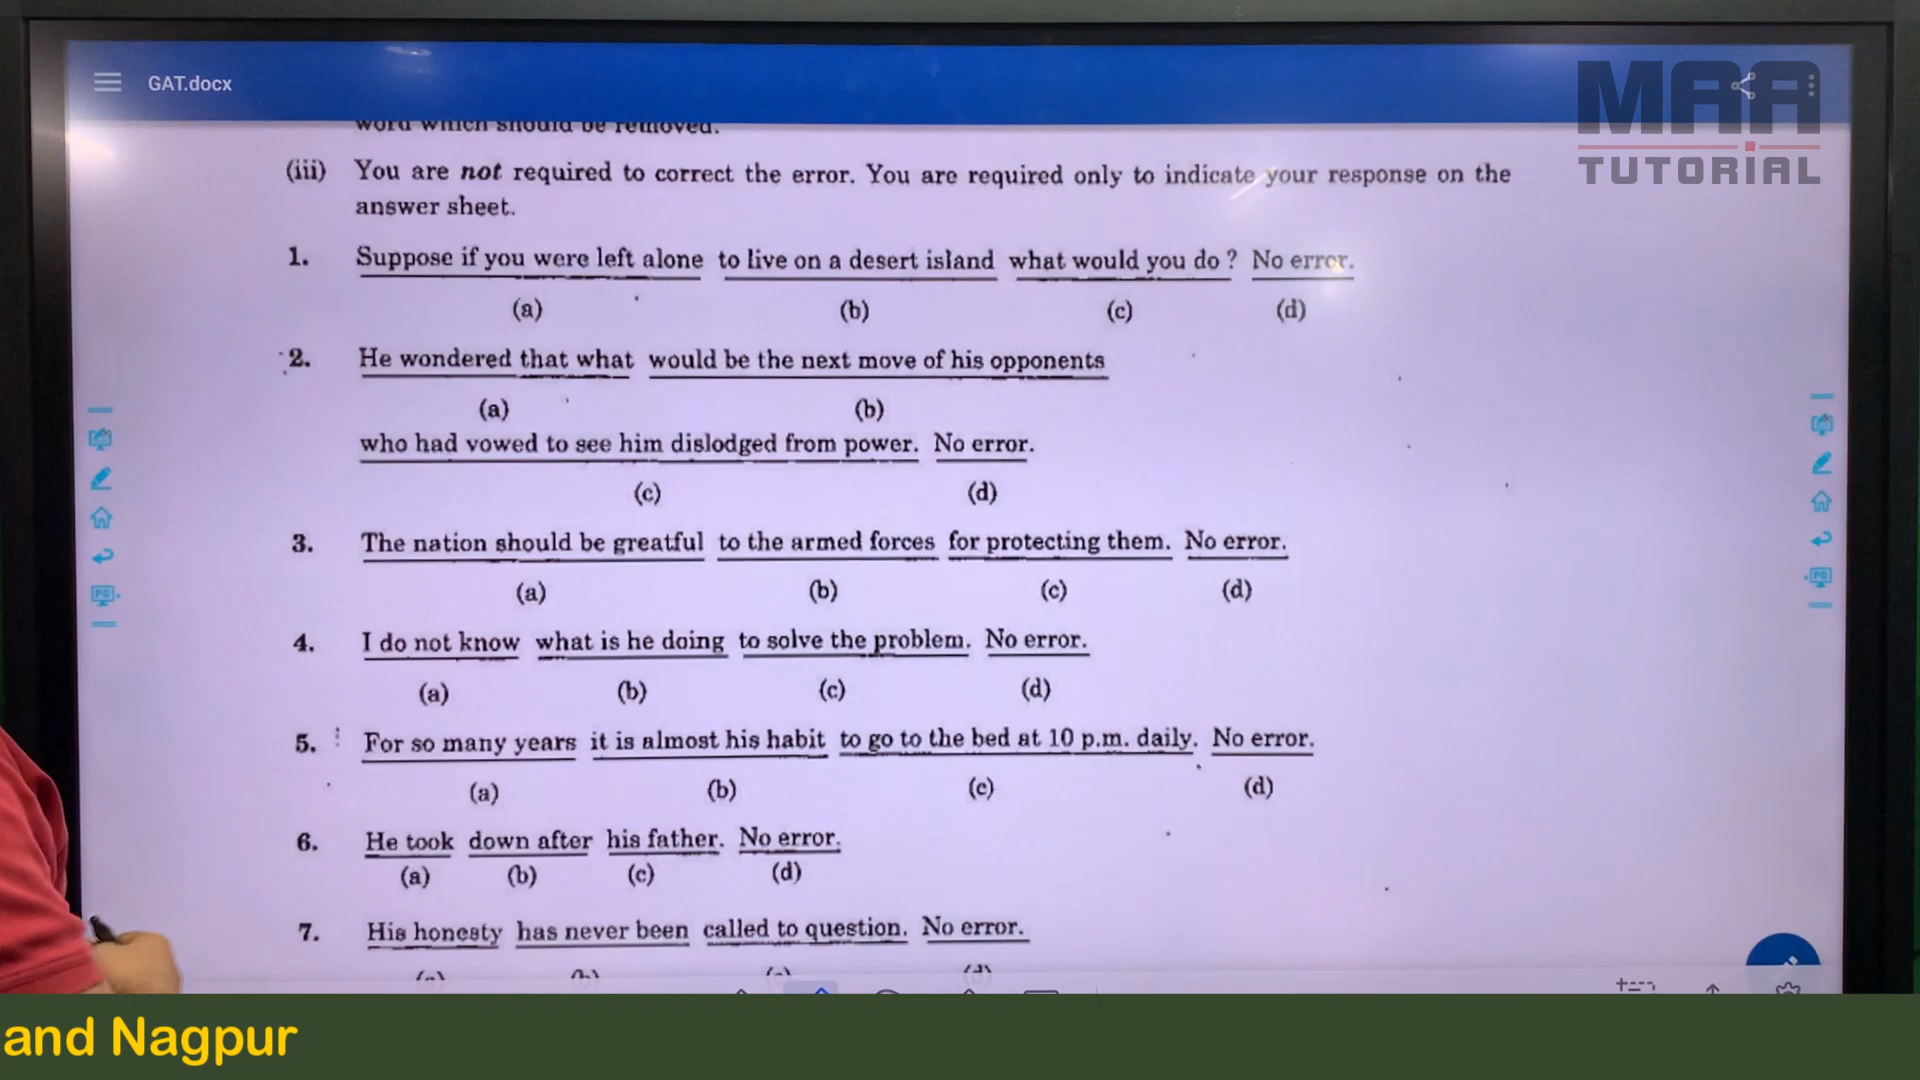 GAT.docx
MAA
TUTORIAL
word which should be removed.
(iii) You are not required to correct the error. You are required only to indicate your response on the
answer sheet.
1. Suppose if you were left alone to live on a desert island what would you do ? No error.
(a) (b) (c) (d)
2. He wondered that what would be the next move of his opponents
(a) (b)
who had vowed to see him dislodged from power. No error.
(c) (d)
3. The nation should be greatful to the armed forces for protecting them. No error.
(a) (b) (c) (d)
4. I do not know what is he doing to solve the problem. No error.
(a) (b) (c) (d)
5. For so many years it is almost his habit to go to the bed at 10 p.m. daily. No error.
(a) (b) (c) (d)
6. He took down after his father. No error.
(a) (b) (c) (d)
7. His honesty has never been called to question. No error.
(a) (b) (c) (d)
and Nagpur